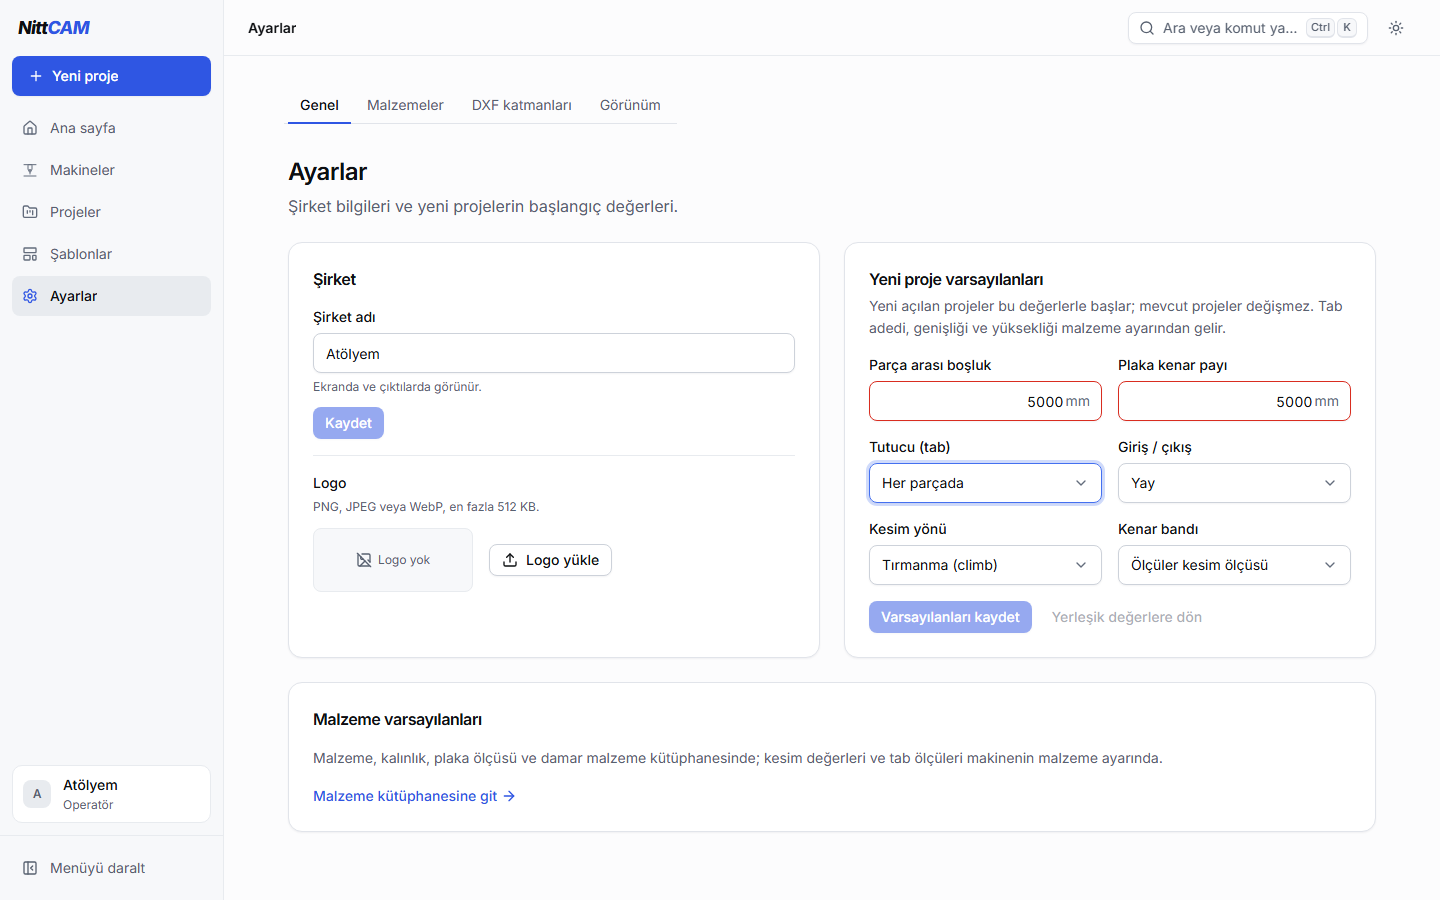 NittCAM
Yeni proje
Ana sayfa
Makineler
Projeler
Şablonlar
Ayarlar
Atölyem
A
Operatör
Menüyü daralt
Ayarlar
Ara veya komut ya...
Ctrl
K
Genel
Malzemeler
DXF katmanları
Görünüm
Ayarlar
Şirket bilgileri ve yeni projelerin başlangıç değerleri.
Şirket
Şirket adı
Atölyem
Ekranda ve çıktılarda görünür.
Kaydet
Logo
PNG, JPEG veya WebP, en fazla 512 KB.
Logo yok
Logo yükle
Yeni proje varsayılanları
Yeni açılan projeler bu değerlerle başlar; mevcut projeler değişmez. Tab
adedi, genişliği ve yüksekliği malzeme ayarından gelir.
Parça arası boşluk
Plaka kenar payı
5000 mm
5000 mm
Tutucu (tab)
Giriş / çıkış
Her parçada
Yay
Kesim yönü
Kenar bandı
Tırmanma (climb)
Ölçüler kesim ölçüsü
Varsayılanları kaydet
Yerleşik değerlere dön
Malzeme varsayılanları
Malzeme, kalınlık, plaka ölçüsü ve damar malzeme kütüphanesinde; kesim değerleri ve tab ölçüleri makinenin malzeme ayarında.
Malzeme kütüphanesine git